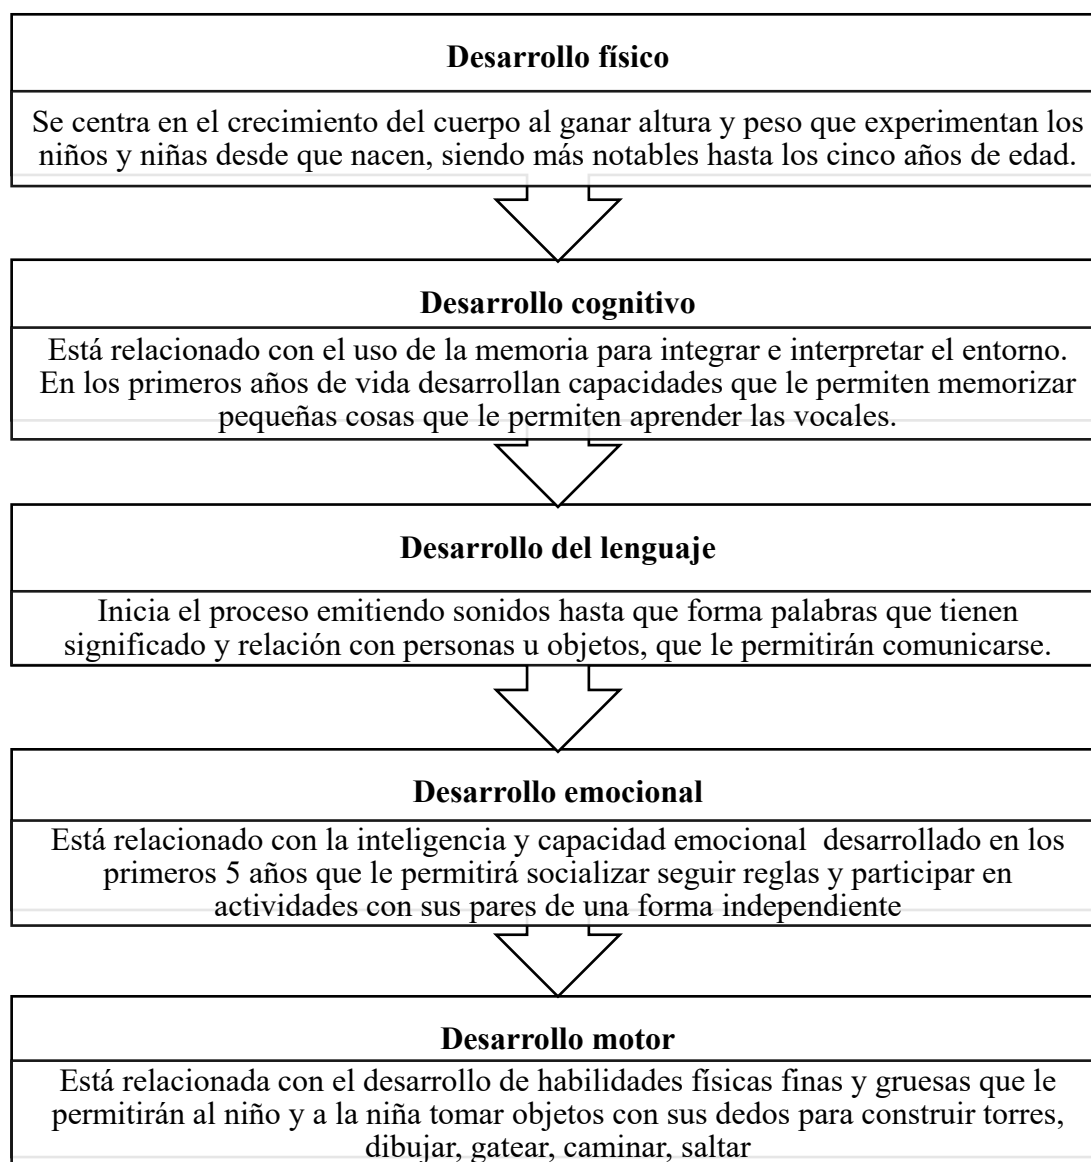 Desarrollo físico
Se centra en el crecimiento del cuerpo al ganar altura y peso que experimentan los
niños y niñas desde que nacen, siendo más notables hasta los cinco años de edad.
Desarrollo cognitivo
Está relacionado con el uso de la memoria para integrar e interpretar el entorno.
En los primeros años de vida desarrollan capacidades que le permiten memorizar
pequeñas cosas que le permiten aprender las vocales.
Desarrollo del lenguaje
Inicia el proceso emitiendo sonidos hasta que forma palabras que tienen
significado y relación con personas u objetos, que le permitirán comunicarse.
Desarrollo emocional
Está relacionado con la inteligencia y capacidad emocional  desarrollado en los
primeros 5 años que le permitirá socializar seguir reglas y participar en
actividades con sus pares de una forma independiente
Desarrollo motor
Está relacionada con el desarrollo de habilidades físicas finas y gruesas que le
permitirán al niño y a la niña tomar objetos con sus dedos para construir torres,
dibujar, gatear, caminar, saltar